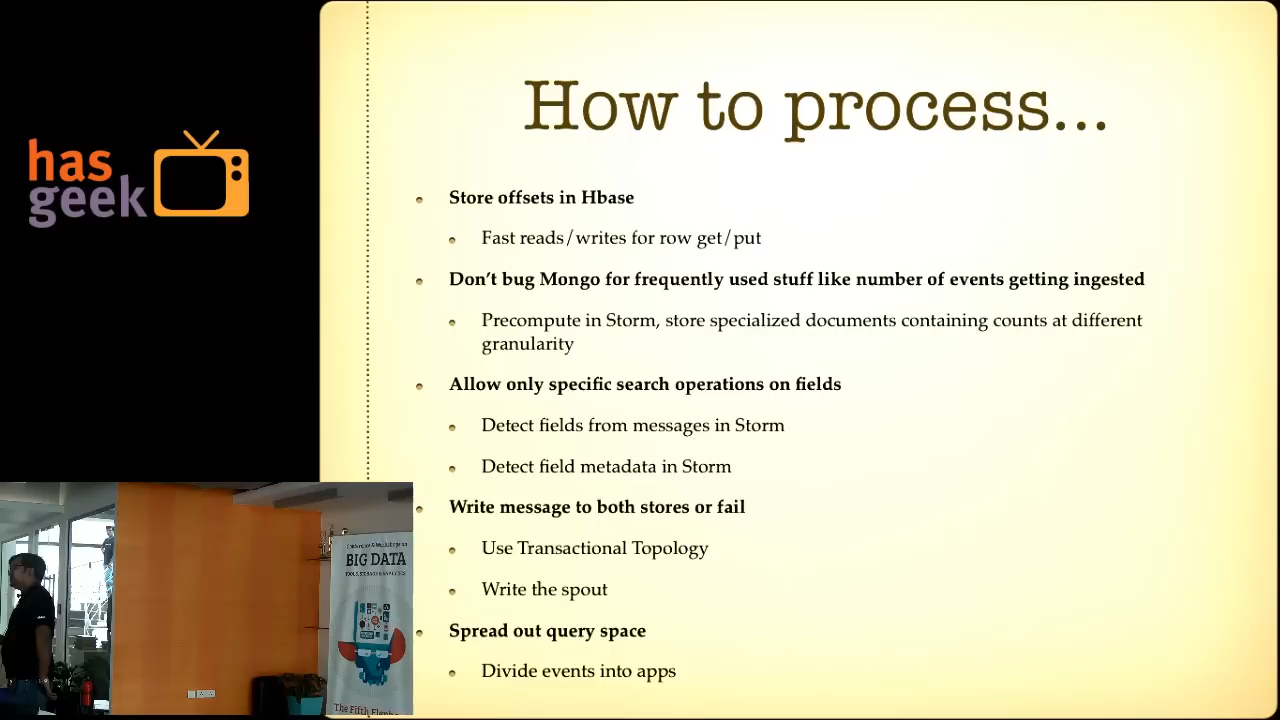 has
geek
How to process...
Store offsets in Hbase
Fast reads/writes for row get/put
Don't bug Mongo for frequently used stuff like number of events getting ingested
Precompute in Storm, store specialized documents containing counts at different
granularity
Allow only specific search operations on fields
Detect fields from messages in Storm
Detect field metadata in Storm
Write message to both stores or fail
Use Transactional Topology
Write the spout
Spread out query space
Divide events into apps
Conference & Workshops on
BIG DATA
The Fifth